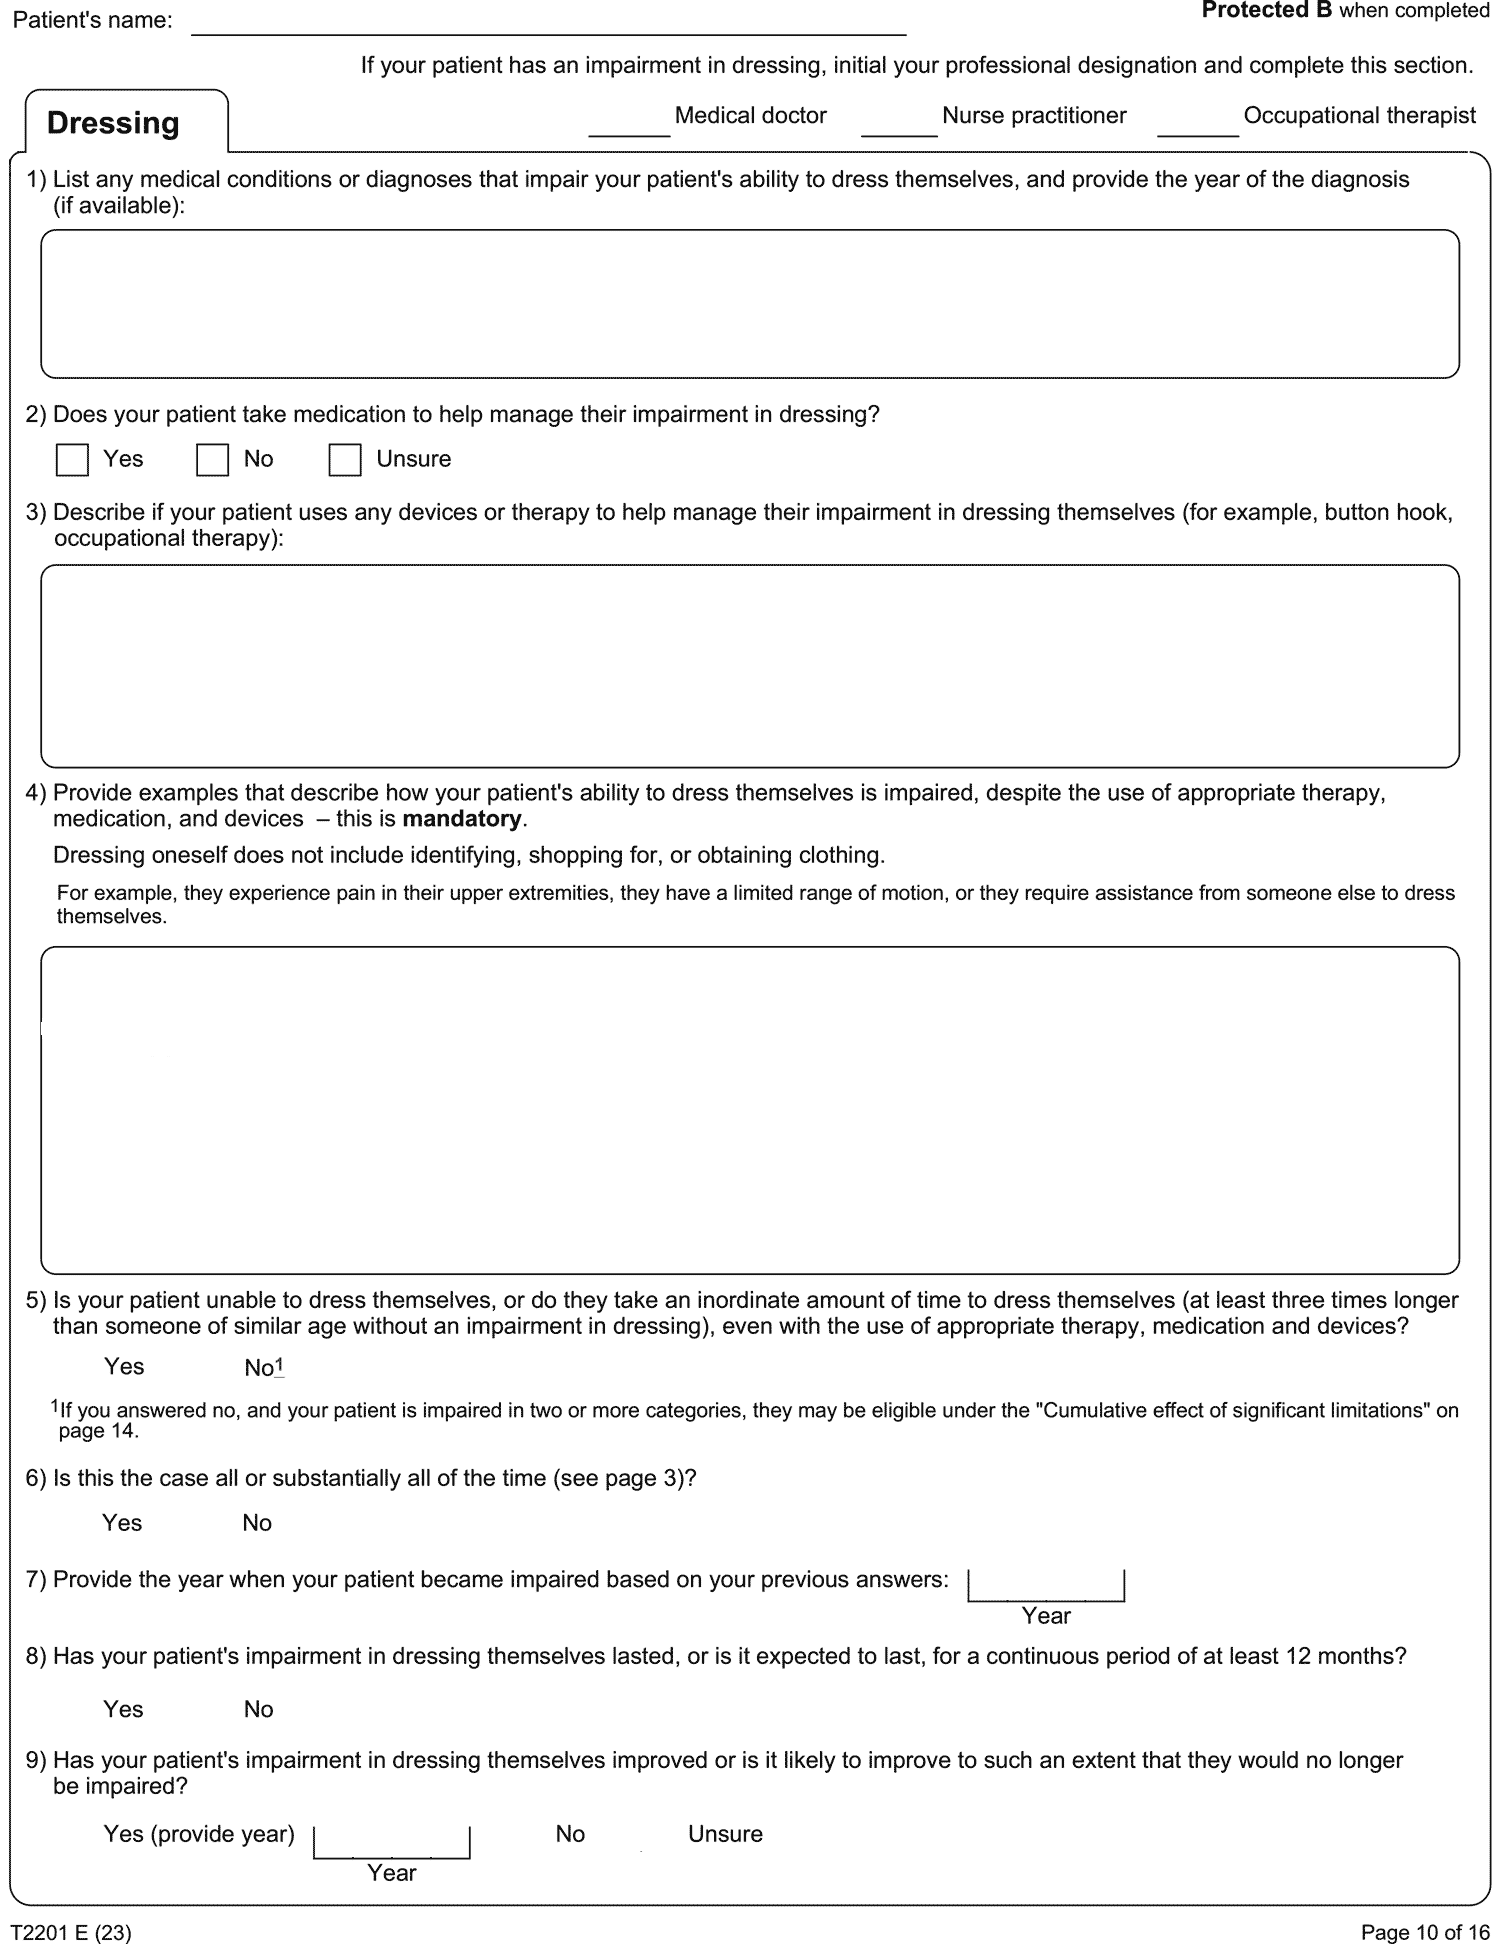 Patient's name:
Protected B when completed
If your patient has an impairment in dressing, initial your professional designation and complete this section.
Dressing
Medical doctor
Nurse practitioner
Occupational therapist
1) List any medical conditions or diagnoses that impair your patient's ability to dress themselves, and provide the year of the diagnosis
(if available):
2) Does your patient take medication to help manage their impairment in dressing?
Yes No Unsure
3) Describe if your patient uses any devices or therapy to help manage their impairment in dressing themselves (for example, button hook,
occupational therapy):
4) Provide examples that describe how your patient's ability to dress themselves is impaired, despite the use of appropriate therapy,
medication, and devices – this is mandatory.
Dressing oneself does not include identifying, shopping for, or obtaining clothing.
For example, they experience pain in their upper extremities, they have a limited range of motion, or they require assistance from someone else to dress
themselves.
5) Is your patient unable to dress themselves, or do they take an inordinate amount of time to dress themselves (at least three times longer
than someone of similar age without an impairment in dressing), even with the use of appropriate therapy, medication and devices?
Yes No1
1If you answered no, and your patient is impaired in two or more categories, they may be eligible under the "Cumulative effect of significant limitations" on
page 14.
6) Is this the case all or substantially all of the time (see page 3)?
Yes No
7) Provide the year when your patient became impaired based on your previous answers:
Year
8) Has your patient's impairment in dressing themselves lasted, or is it expected to last, for a continuous period of at least 12 months?
Yes No
9) Has your patient's impairment in dressing themselves improved or is it likely to improve to such an extent that they would no longer
be impaired?
Yes (provide year) No Unsure
Year
T2201 E (23)
Page 10 of 16